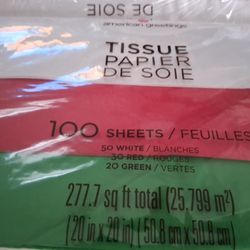 DE SOIE
american greetings
TISSUE
PAPIER
DE SOIE
100 SHEETS / FEUILLES
50 WHITE / BLANCHES
30 RED / ROUGES
20 GREEN / VERTES
277.7 sq ft total (25.799 m²)
(20 in x 20 in) (50.8 cm x 50.8 cm)